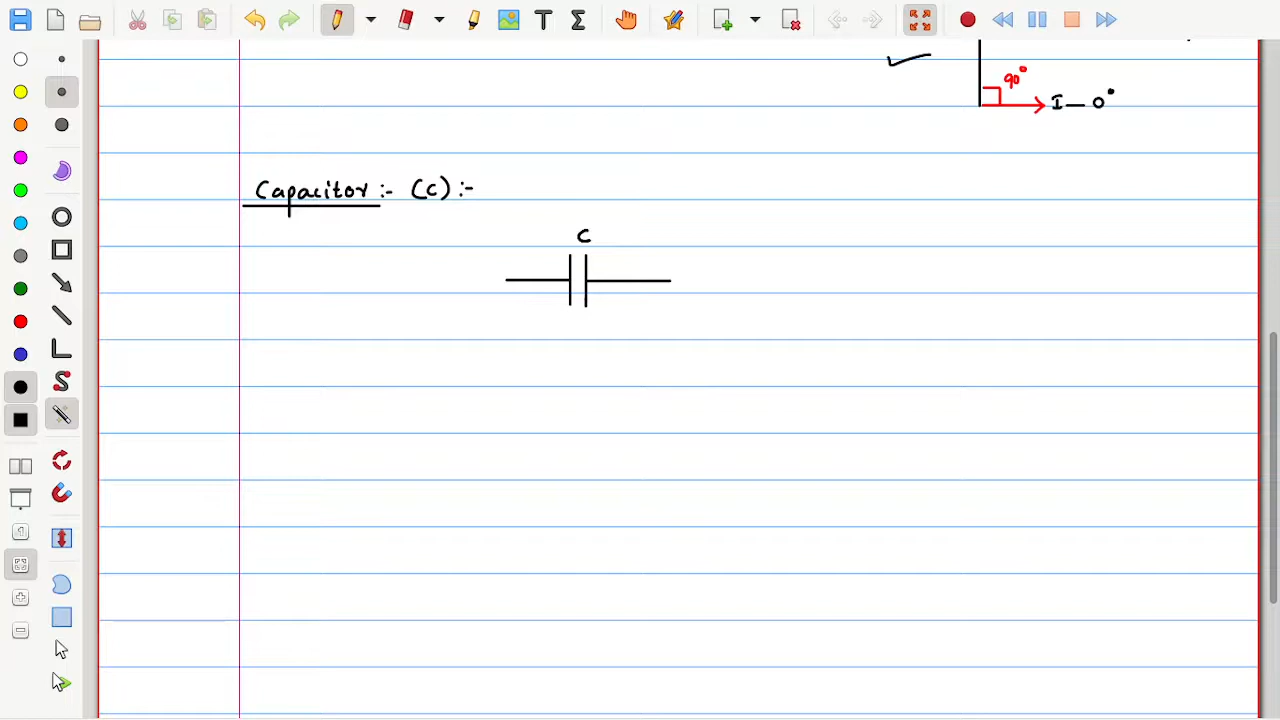 90°
I — 0°
Capacitor :- (C) :-
C